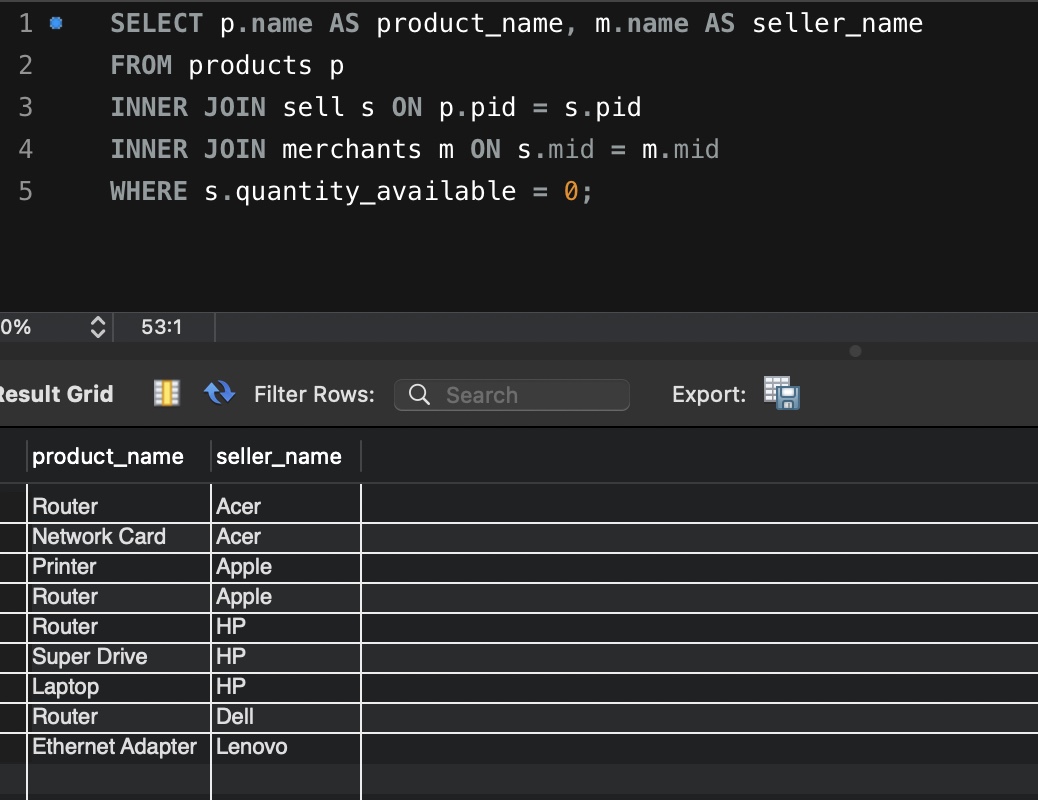 1 SELECT p.name AS product_name, m.name AS seller_name
2 FROM products p
3 INNER JOIN sell s ON p.pid = s.pid
4 INNER JOIN merchants m ON s.mid = m.mid
5 WHERE s.quantity_available = 0;
0% 53:1
Result Grid Filter Rows: Search Export:
product_name seller_name
Router Acer
Network Card Acer
Printer Apple
Router Apple
Router HP
Super Drive HP
Laptop HP
Router Dell
Ethernet Adapter Lenovo